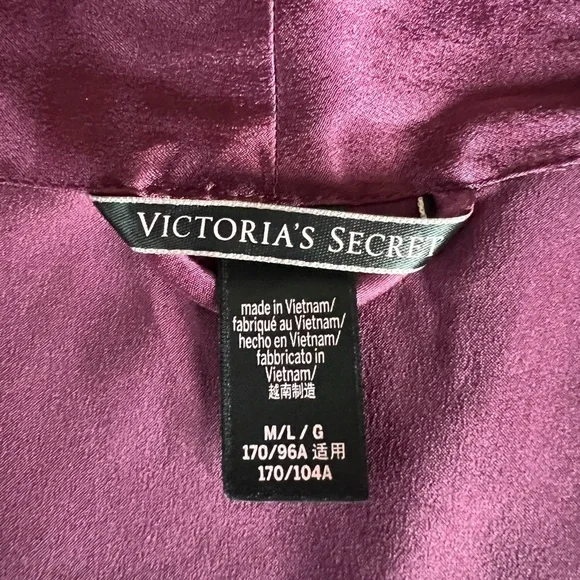 VICTORIA'S SECRET
made in Vietnam/
fabriqué au Vietnam/
hecho en Vietnam/
fabbricato in
Vietnam/
越南制造
M/L / G
170/96A 适用
170/104A